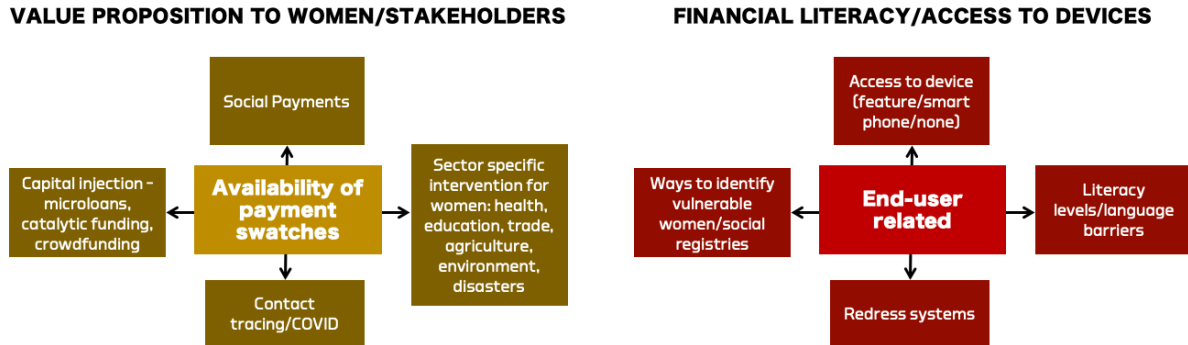 VALUE PROPOSITION TO WOMEN/STAKEHOLDERS
Social Payments
Capital injection –
microloans,
catalytic funding,
crowdfunding
Availability of
payment
swatches
Sector specific
intervention for
women: health,
education, trade,
agriculture,
environment,
disasters
Contact
tracing/COVID
FINANCIAL LITERACY/ACCESS TO DEVICES
Access to device
(feature/smart
phone/none)
Ways to identify
vulnerable
women/social
registries
End-user
related
Literacy
levels/language
barriers
Redress systems